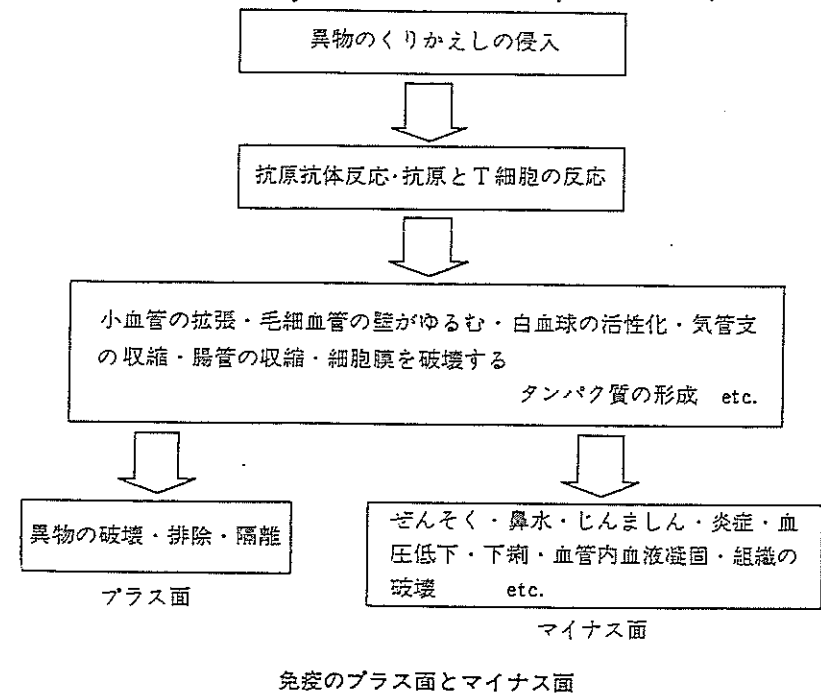 異物のくりかえしの侵入
抗原抗体反応・抗原とT細胞の反応
小血管の拡張・毛細血管の壁がゆるむ・白血球の活性化・気管支
の収縮・腸管の収縮・細胞膜を破壊する
タンパク質の形成 etc.
異物の破壊・排除・隔離
プラス面
ぜんそく・鼻水・じんましん・炎症・血
圧低下・下痢・血管内血液凝固・組織の
破壊 etc.
マイナス面
免疫のプラス面とマイナス面